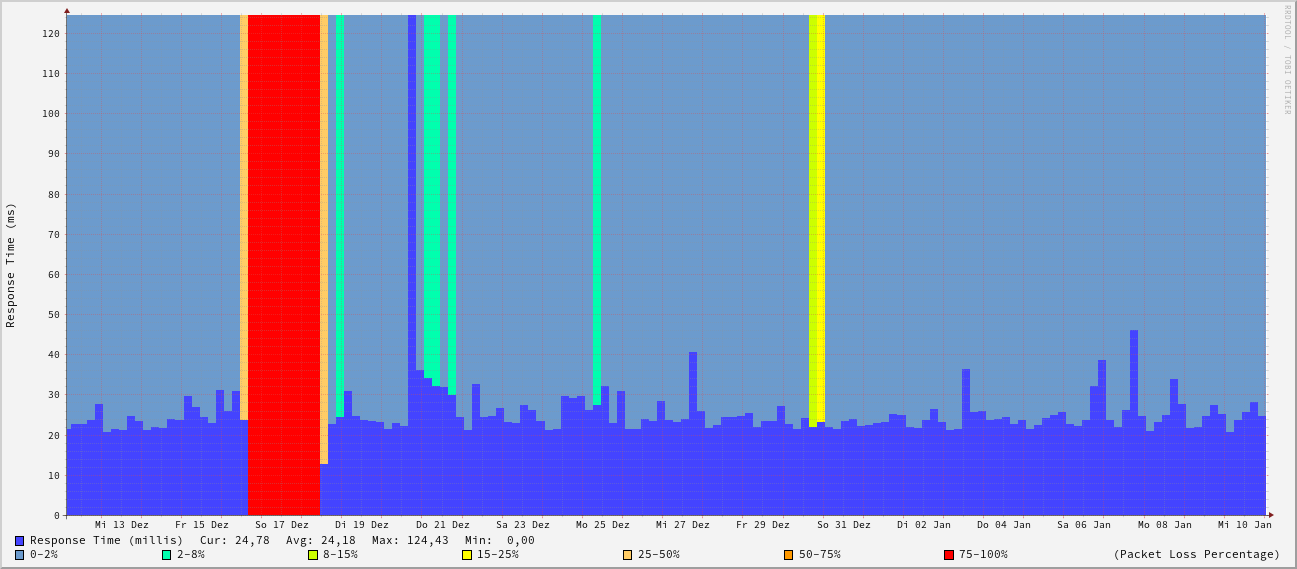 RRDTOOL / TOBI OETIKER
Response Time (ms)
120
110
100
90
80
70
60
50
40
30
20
10
0
Mi 13 Dez Fr 15 Dez So 17 Dez Di 19 Dez Do 21 Dez Sa 23 Dez Mo 25 Dez Mi 27 Dez Fr 29 Dez So 31 Dez Di 02 Jan Do 04 Jan Sa 06 Jan Mo 08 Jan Mi 10 Jan
Response Time (millis) Cur: 24,78 Avg: 24,18 Max: 124,43 Min: 0,00
0-2% 2-8% 8-15% 15-25% 25-50% 50-75% 75-100% (Packet Loss Percentage)